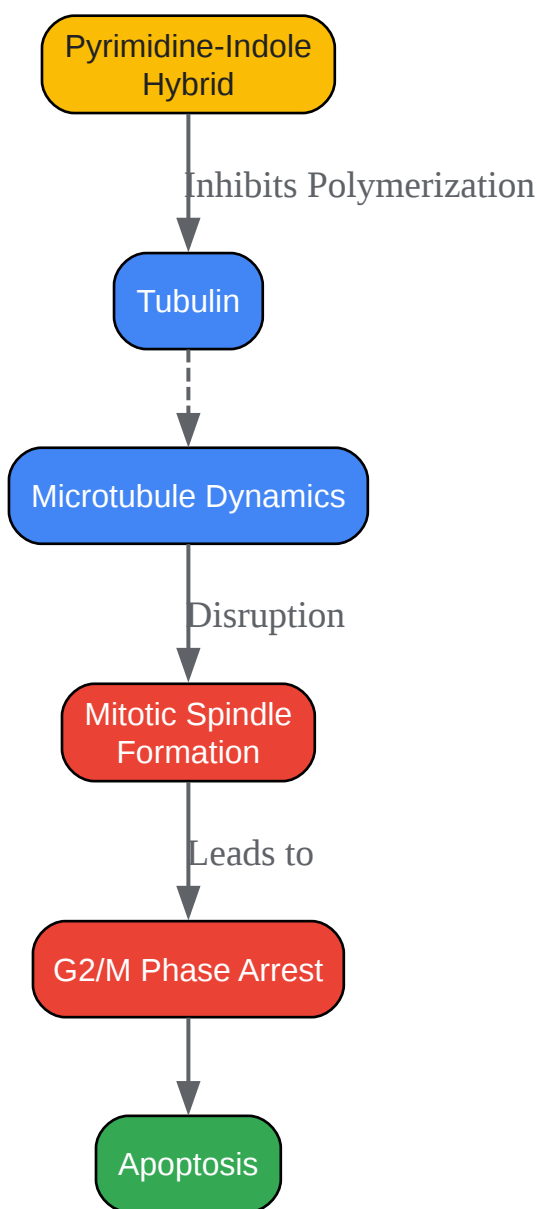 Pyrimidine-Indole
Hybrid
Inhibits Polymerization
Tubulin
Microtubule Dynamics
Disruption
Mitotic Spindle
Formation
Leads to
G2/M Phase Arrest
Apoptosis